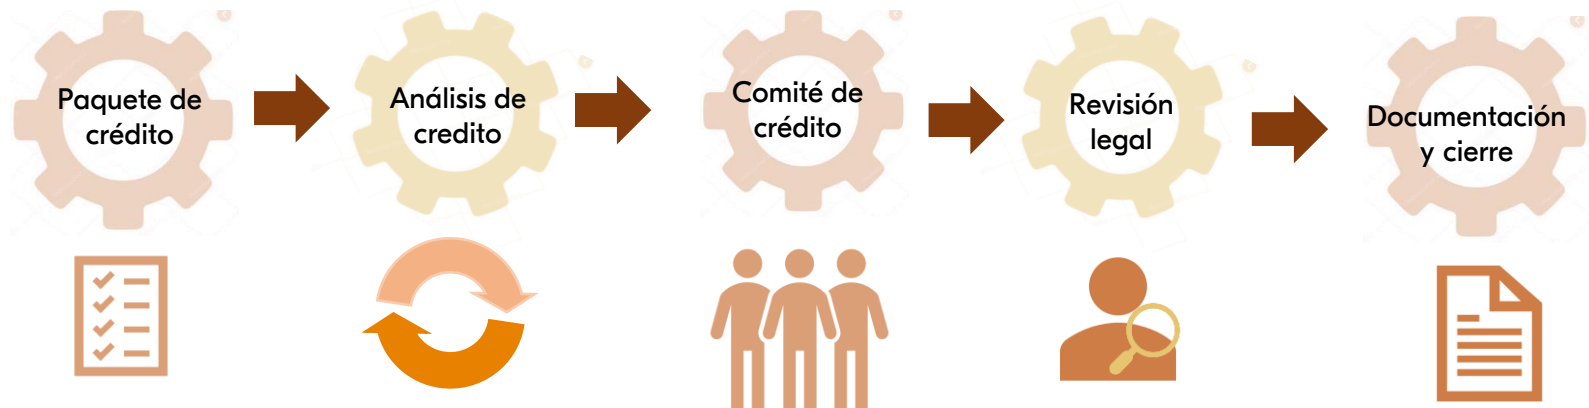 Paquete de
crédito
Análisis de
credito
Comité de
crédito
Revisión
legal
Documentación
y cierre